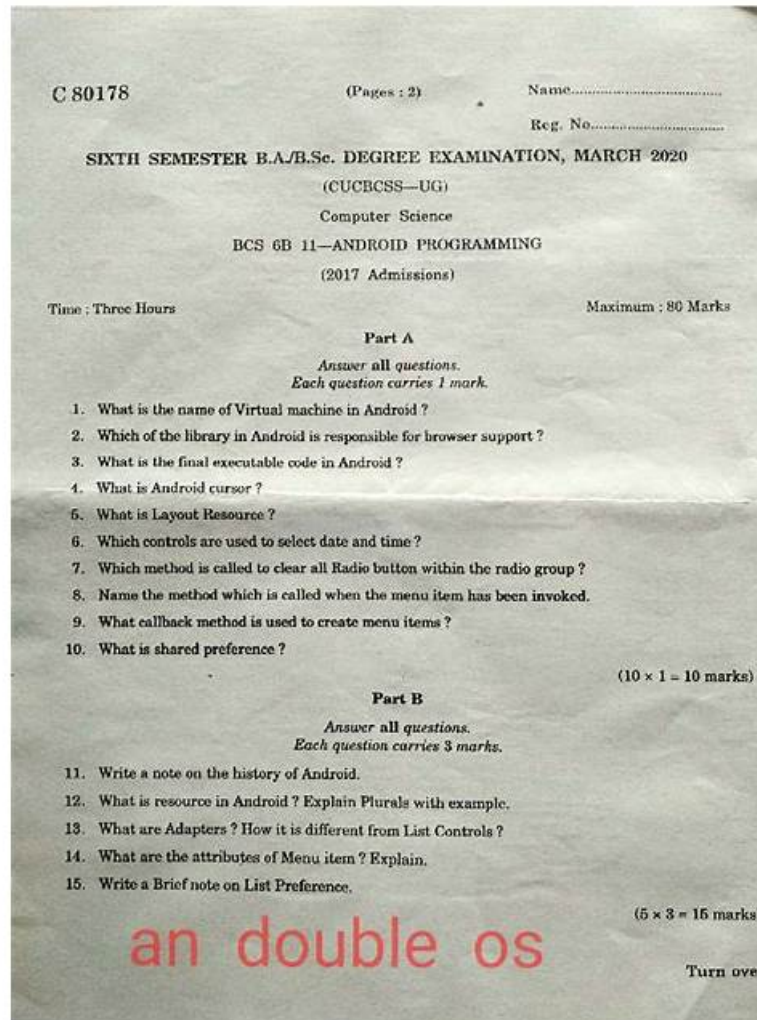 C 80178
(Pages : 2)
Name....................................
Reg. No................................
SIXTH SEMESTER B.A./B.Sc. DEGREE EXAMINATION, MARCH 2020
(CUCBCSS—UG)
Computer Science
BCS 6B 11—ANDROID PROGRAMMING
(2017 Admissions)
Time : Three Hours
Maximum : 80 Marks
Part A
Answer all questions.
Each question carries 1 mark.
1. What is the name of Virtual machine in Android ?
2. Which of the library in Android is responsible for browser support ?
3. What is the final executable code in Android ?
4. What is Android cursor ?
5. What is Layout Resource ?
6. Which controls are used to select date and time ?
7. Which method is called to clear all Radio button within the radio group ?
8. Name the method which is called when the menu item has been invoked.
9. What callback method is used to create menu items ?
10. What is shared preference ?
(10 × 1 = 10 marks)
Part B
Answer all questions.
Each question carries 3 marks.
11. Write a note on the history of Android.
12. What is resource in Android ? Explain Plurals with example.
13. What are Adapters ? How it is different from List Controls ?
14. What are the attributes of Menu item ? Explain.
15. Write a Brief note on List Preference.
(5 × 3 = 15 marks
an double os
Turn ove